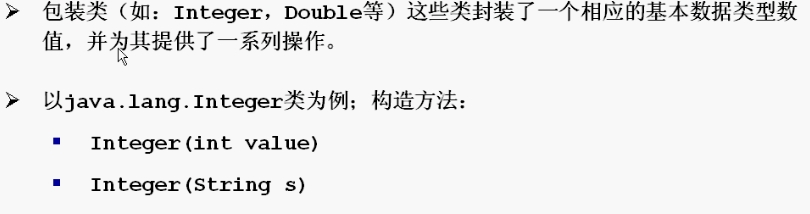 包装类（如：Integer，Double等）这些类封装了一个相应的基本数据类型数
值，并为其提供了一系列操作。
以java.lang.Integer类为例；构造方法：
Integer(int value)
Integer(String s)